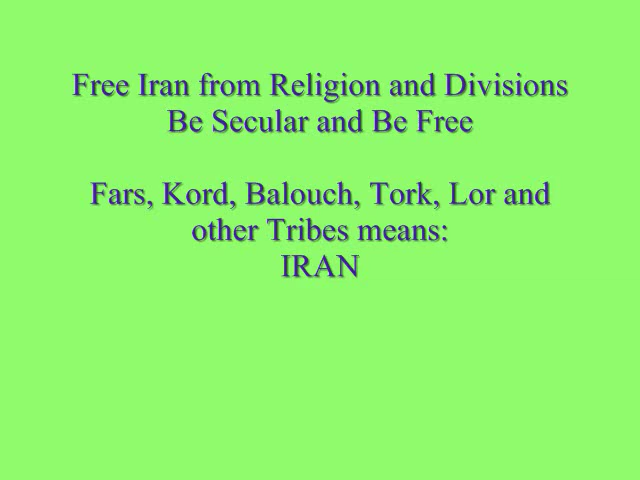 Free Iran from Religion and Divisions
Be Secular and Be Free
Fars, Kord, Balouch, Tork, Lor and
other Tribes means:
IRAN